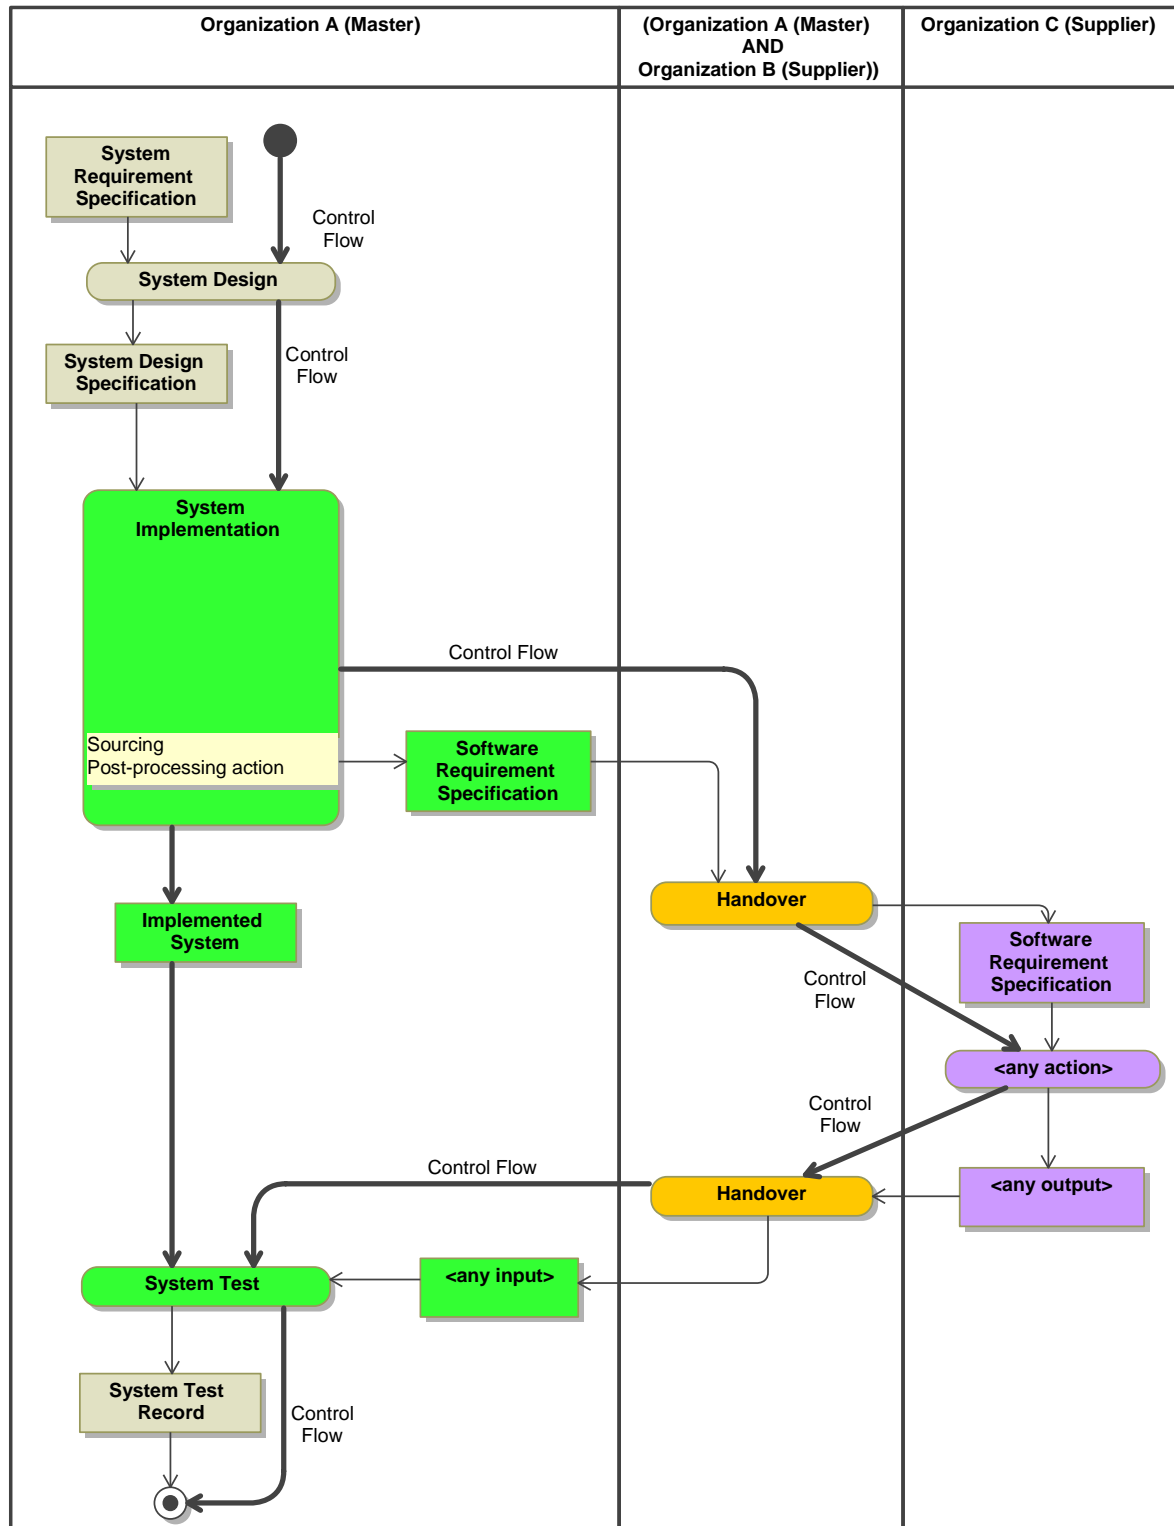 Organization A (Master)
(Organization A (Master)
AND
Organization B (Supplier))
Organization C (Supplier)
System
Requirement
Specification
Control
Flow
System Design
System Design
Specification
Control
Flow
System
Implementation
Control Flow
Sourcing
Post-processing action
Software
Requirement
Specification
Handover
Implemented
System
Software
Requirement
Specification
Control
Flow
<any action>
Control
Flow
Control Flow
Handover
<any output>
System Test
<any input>
System Test
Record
Control
Flow